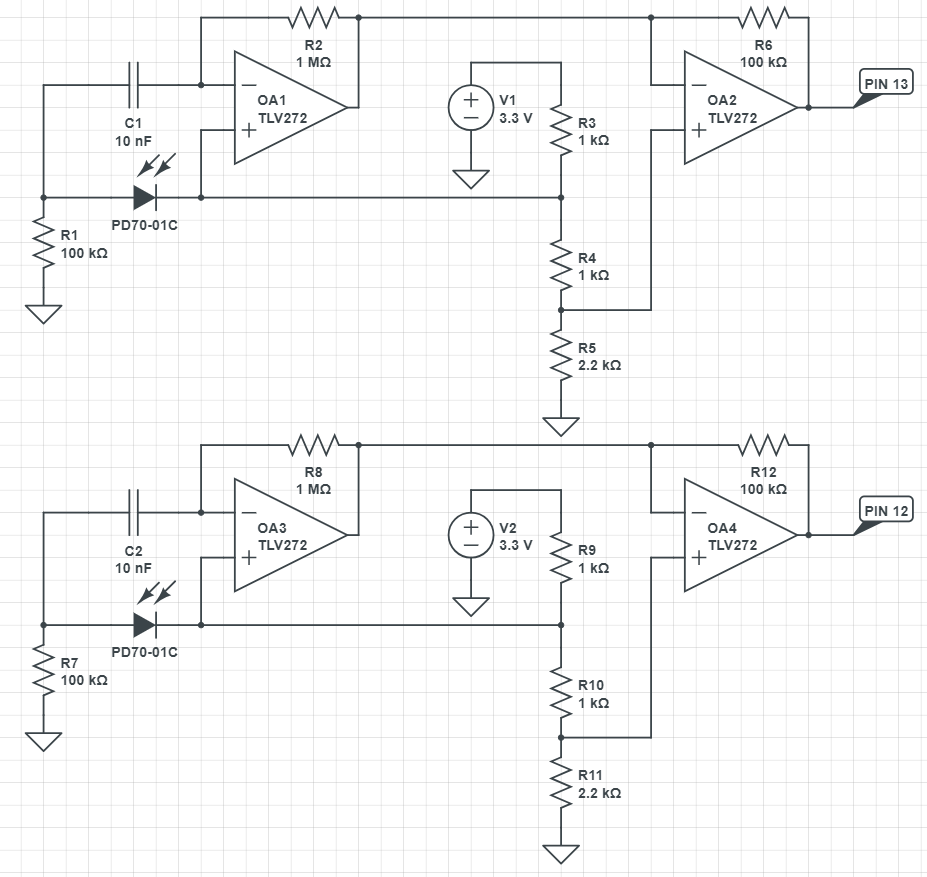 R2
1 MΩ
R6
100 kΩ
PIN 13
OA1
TLV272
V1
3.3 V
OA2
TLV272
C1
10 nF
R3
1 kΩ
PD70-01C
R1
100 kΩ
R4
1 kΩ
R5
2.2 kΩ
R8
1 MΩ
R12
100 kΩ
PIN 12
OA3
TLV272
V2
3.3 V
OA4
TLV272
C2
10 nF
R9
1 kΩ
PD70-01C
R7
100 kΩ
R10
1 kΩ
R11
2.2 kΩ